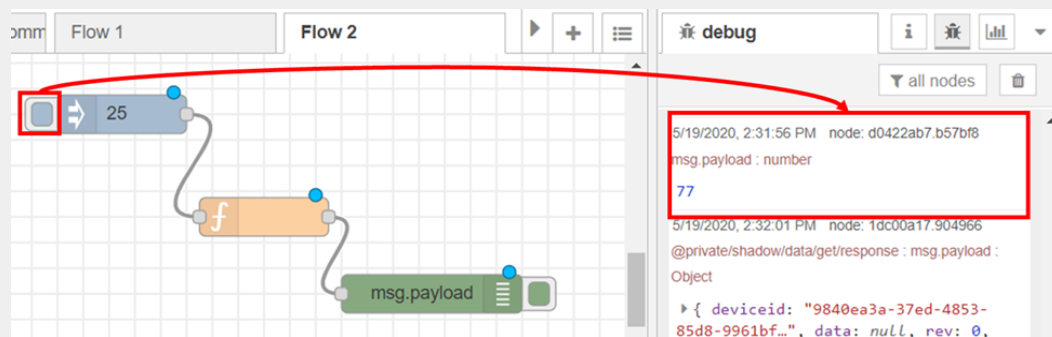 omm
Flow 1
Flow 2
debug
i
all nodes
25
f
msg.payload
5/19/2020, 2:31:56 PM node: d0422ab7.b57bf8
msg.payload : number
77
5/19/2020, 2:32:01 PM node: 1dc00a17.904966
@private/shadow/data/get/response : msg.payload :
Object
{ deviceid: "9840ea3a-37ed-4853-
85d8-9961bf…", data: null, rev: 0,